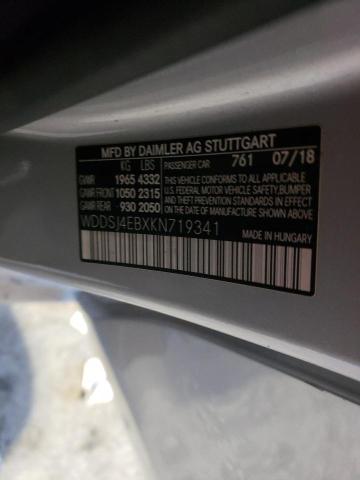 MFD BY DAIMLER AG STUTTGART
KG LBS PASSENGER CAR 761 07/18
GVWR 1965 4332 THIS VEHICLE CONFORMS TO ALL APPLICABLE
GAWR FRONT 1050 2315 U.S. FEDERAL MOTOR VEHICLE SAFETY, BUMPER
GAWR REAR 930 2050 AND THEFT PREVENTION STANDARDS IN EFFECT
ON THE DATE OF MANUFACTURE SHOWN ABOVE
WDDSJ4EBXKN719341 MADE IN HUNGARY